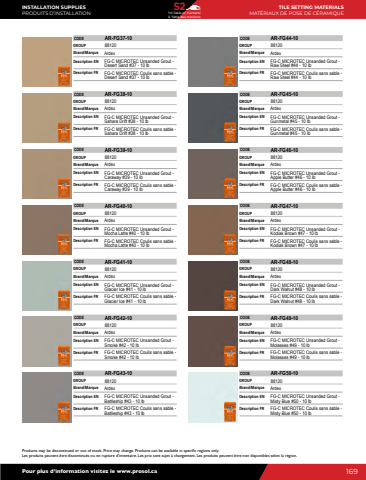 INSTALLATION SUPPLIES
PRODUITS D'INSTALLATION
TILE SETTING MATERIALS
MATÉRIAUX DE POSE DE CÉRAMIQUE
CODE AR-FG37-10
GROUP 88120
Brand/Marque Ardex
Description EN FG-C MICROTEC Unsanded Grout -
Desert Sand #37 - 10 lb
Description FR FG-C MICROTEC Coulis sans sable -
Desert Sand #37 - 10 lb
CODE AR-FG38-10
GROUP 88120
Brand/Marque Ardex
Description EN FG-C MICROTEC Unsanded Grout -
Sahara Drift #38 - 10 lb
Description FR FG-C MICROTEC Coulis sans sable -
Sahara Drift #38 - 10 lb
CODE AR-FG39-10
GROUP 88120
Brand/Marque Ardex
Description EN FG-C MICROTEC Unsanded Grout -
Caraway #39 - 10 lb
Description FR FG-C MICROTEC Coulis sans sable -
Caraway #39 - 10 lb
CODE AR-FG40-10
GROUP 88120
Brand/Marque Ardex
Description EN FG-C MICROTEC Unsanded Grout -
Mocha Latte #40 - 10 lb
Description FR FG-C MICROTEC Coulis sans sable -
Mocha Latte #40 - 10 lb
CODE AR-FG41-10
GROUP 88120
Brand/Marque Ardex
Description EN FG-C MICROTEC Unsanded Grout -
Glacier Ice #41 - 10 lb
Description FR FG-C MICROTEC Coulis sans sable -
Glacier Ice #41 - 10 lb
CODE AR-FG42-10
GROUP 88120
Brand/Marque Ardex
Description EN FG-C MICROTEC Unsanded Grout -
Smoke #42 - 10 lb
Description FR FG-C MICROTEC Coulis sans sable -
Smoke #42 - 10 lb
CODE AR-FG43-10
GROUP 88120
Brand/Marque Ardex
Description EN FG-C MICROTEC Unsanded Grout -
Battleship #43 - 10 lb
Description FR FG-C MICROTEC Coulis sans sable -
Battleship #43 - 10 lb
CODE AR-FG44-10
GROUP 88120
Brand/Marque Ardex
Description EN FG-C MICROTEC Unsanded Grout -
Raw Steel #44 - 10 lb
Description FR FG-C MICROTEC Coulis sans sable -
Raw Steel #44 - 10 lb
CODE AR-FG45-10
GROUP 88120
Brand/Marque Ardex
Description EN FG-C MICROTEC Unsanded Grout -
Gunmetal #45 - 10 lb
Description FR FG-C MICROTEC Coulis sans sable -
Gunmetal #45 - 10 lb
CODE AR-FG46-10
GROUP 88120
Brand/Marque Ardex
Description EN FG-C MICROTEC Unsanded Grout -
Apple Butter #46 - 10 lb
Description FR FG-C MICROTEC Coulis sans sable -
Apple Butter #46 - 10 lb
CODE AR-FG47-10
GROUP 88120
Brand/Marque Ardex
Description EN FG-C MICROTEC Unsanded Grout -
Kodiak Brown #47 - 10 lb
Description FR FG-C MICROTEC Coulis sans sable -
Kodiak Brown #47 - 10 lb
CODE AR-FG48-10
GROUP 88120
Brand/Marque Ardex
Description EN FG-C MICROTEC Unsanded Grout -
Dark Walnut #48 - 10 lb
Description FR FG-C MICROTEC Coulis sans sable -
Dark Walnut #48 - 10 lb
CODE AR-FG49-10
GROUP 88120
Brand/Marque Ardex
Description EN FG-C MICROTEC Unsanded Grout -
Molasses #49 - 10 lb
Description FR FG-C MICROTEC Coulis sans sable -
Molasses #49 - 10 lb
CODE AR-FG50-10
GROUP 88120
Brand/Marque Ardex
Description EN FG-C MICROTEC Unsanded Grout -
Misty Blue #50 - 10 lb
Description FR FG-C MICROTEC Coulis sans sable -
Misty Blue #50 - 10 lb
Products may be discontinued or out of stock. Price may change. Products can be available in specific regions only.
Les produits peuvent être discontinués ou en rupture d'inventaire. Les prix sont sujets à changement. Les produits peuvent être non disponibles selon la région.
Pour plus d'information visitez le www.prosol.ca
169